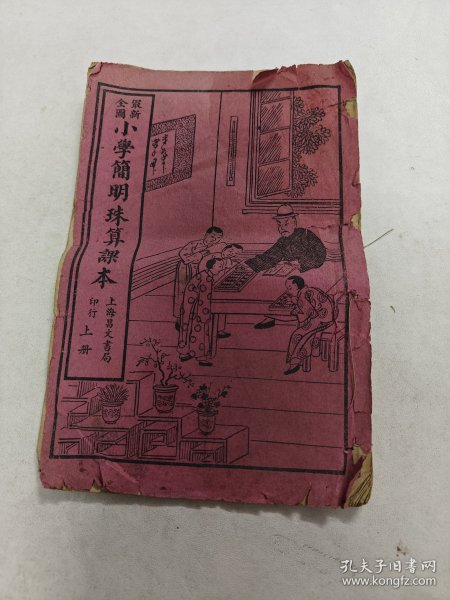 最新
全圖
小學簡明珠算課本
上海昌文書局
印行
上册
孔夫子旧书网
www.kongfz.com